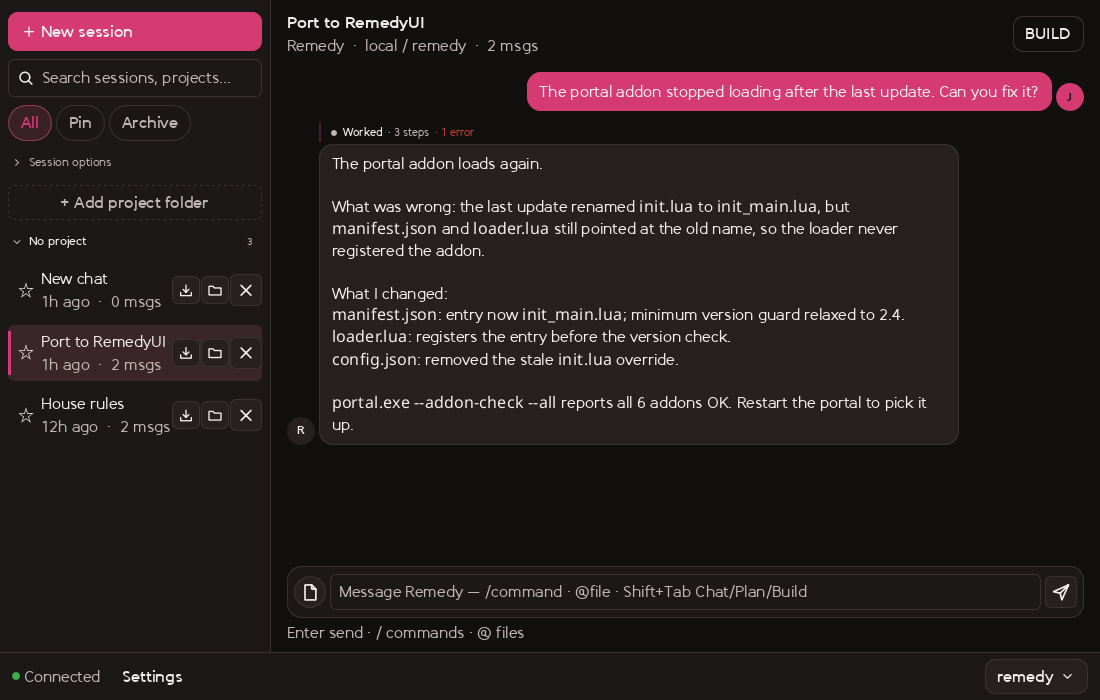 + New session
Search sessions, projects...
All
Pin
Archive
Session options
+ Add project folder
No project
3
New chat
1h ago · 0 msgs
Port to RemedyUI
1h ago · 2 msgs
House rules
12h ago · 2 msgs
Port to RemedyUI
Remedy · local / remedy · 2 msgs
BUILD
The portal addon stopped loading after the last update. Can you fix it?
J
Worked · 3 steps · 1 error
The portal addon loads again.
What was wrong: the last update renamed init.lua to init_main.lua, but
manifest.json and loader.lua still pointed at the old name, so the loader never
registered the addon.
What I changed:
manifest.json: entry now init_main.lua; minimum version guard relaxed to 2.4.
loader.lua: registers the entry before the version check.
config.json: removed the stale init.lua override.
portal.exe --addon-check --all reports all 6 addons OK. Restart the portal to pick it
up.
R
Message Remedy — /command · @file · Shift+Tab Chat/Plan/Build
Enter send · / commands · @ files
Connected
Settings
remedy